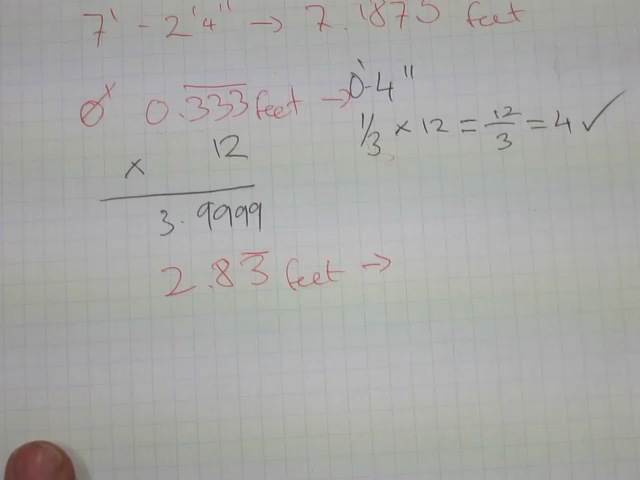 7' - 2'4" → 7.1875 feet
0 0.333 feet → 0'-4"
1/3 × 12 = 12/3 = 4 ✓
× 12
3.9999
2.83̅ feet →